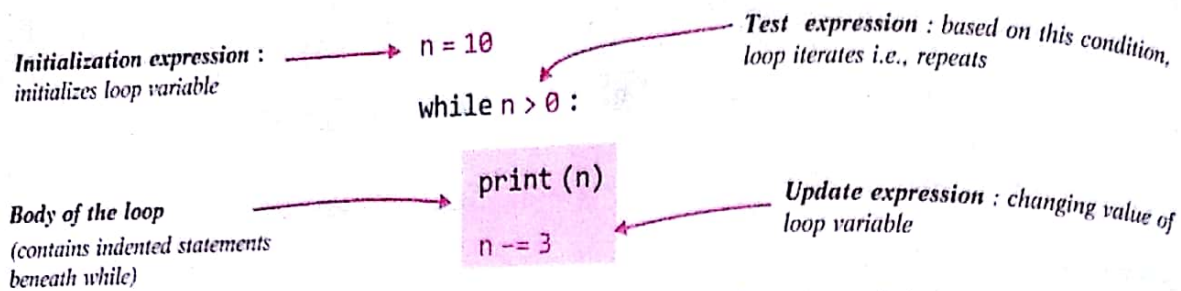 Initialization expression :
initializes loop variable
n = 10
Test expression : based on this condition,
loop iterates i.e., repeats
while n > 0 :
Body of the loop
(contains indented statements
beneath while)
print (n)
n -= 3
Update expression : changing value of
loop variable